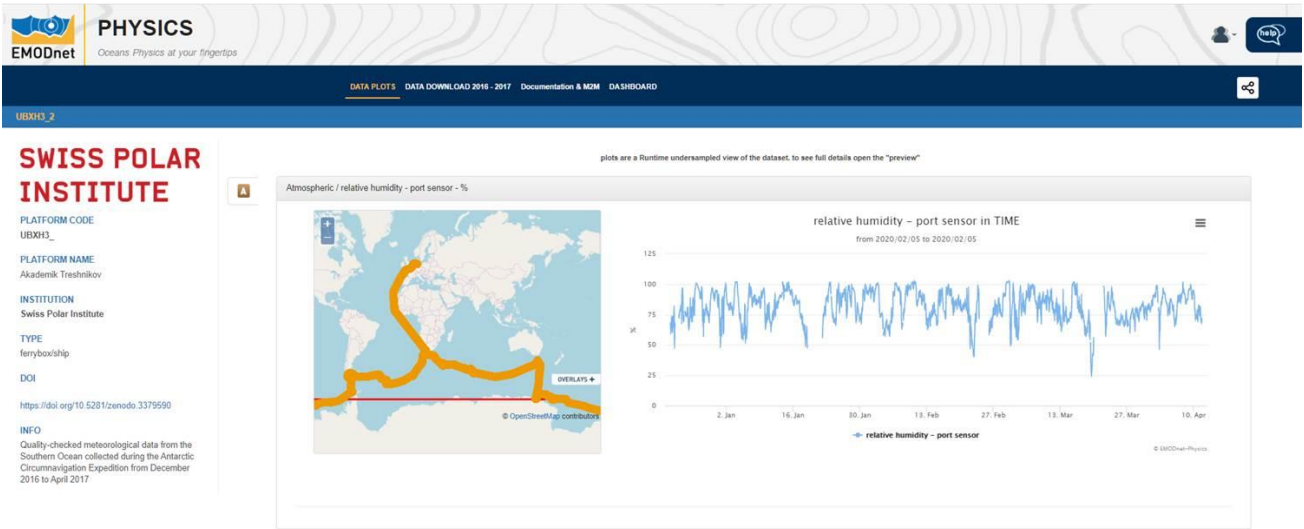 EMODnet
PHYSICS
Oceans Physics at your fingertips
help
DATA PLOTS DATA DOWNLOAD 2016 - 2017 Documentation & M2M DASHBOARD
UBXH3_2
SWISS POLAR
INSTITUTE
PLATFORM CODE
UBXH3_
PLATFORM NAME
Akademik Treshnikov
INSTITUTION
Swiss Polar Institute
TYPE
ferrybox/ship
DOI
https://doi.org/10.5281/zenodo.3379590
INFO
Quality-checked meteorological data from the
Southern Ocean collected during the Antarctic
Circumnavigation Expedition from December
2016 to April 2017
plots are a Runtime undersampled view of the dataset. to see full details open the "preview"
A
Atmospheric / relative humidity - port sensor - %
+
−
OVERLAYS +
© OpenStreetMap contributors
relative humidity – port sensor in TIME
from 2020/02/05 to 2020/02/05
125
100
75
50
25
0
%
2. Jan 16. Jan 30. Jan 13. Feb 27. Feb 13. Mar 27. Mar 10. Apr
relative humidity – port sensor
© EMODnet-Physics